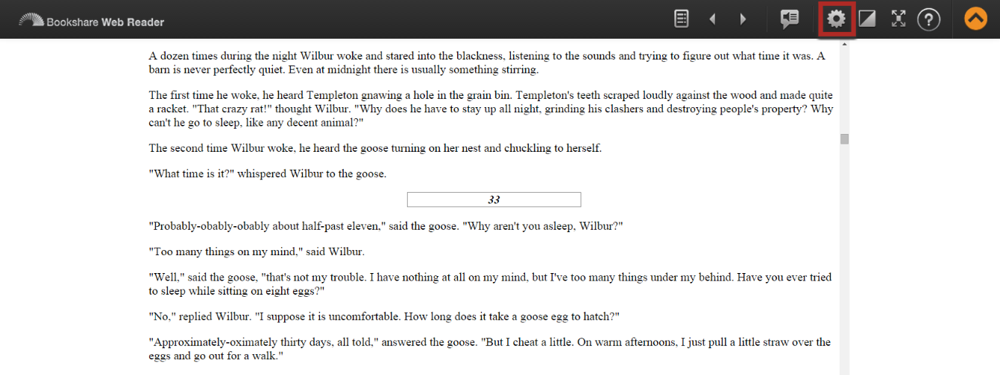 Bookshare Web Reader
?
A dozen times during the night Wilbur woke and stared into the blackness, listening to the sounds and trying to figure out what time it was. A
barn is never perfectly quiet. Even at midnight there is usually something stirring.
The first time he woke, he heard Templeton gnawing a hole in the grain bin. Templeton's teeth scraped loudly against the wood and made quite
a racket. "That crazy rat!" thought Wilbur. "Why does he have to stay up all night, grinding his clashers and destroying people's property? Why
can't he go to sleep, like any decent animal?"
The second time Wilbur woke, he heard the goose turning on her nest and chuckling to herself.
"What time is it?" whispered Wilbur to the goose.
33
"Probably-obably-obably about half-past eleven," said the goose. "Why aren't you asleep, Wilbur?"
"Too many things on my mind," said Wilbur.
"Well," said the goose, "that's not my trouble. I have nothing at all on my mind, but I've too many things under my behind. Have you ever tried
to sleep while sitting on eight eggs?"
"No," replied Wilbur. "I suppose it is uncomfortable. How long does it take a goose egg to hatch?"
"Approximately-oximately thirty days, all told," answered the goose. "But I cheat a little. On warm afternoons, I just pull a little straw over the
eggs and go out for a walk."